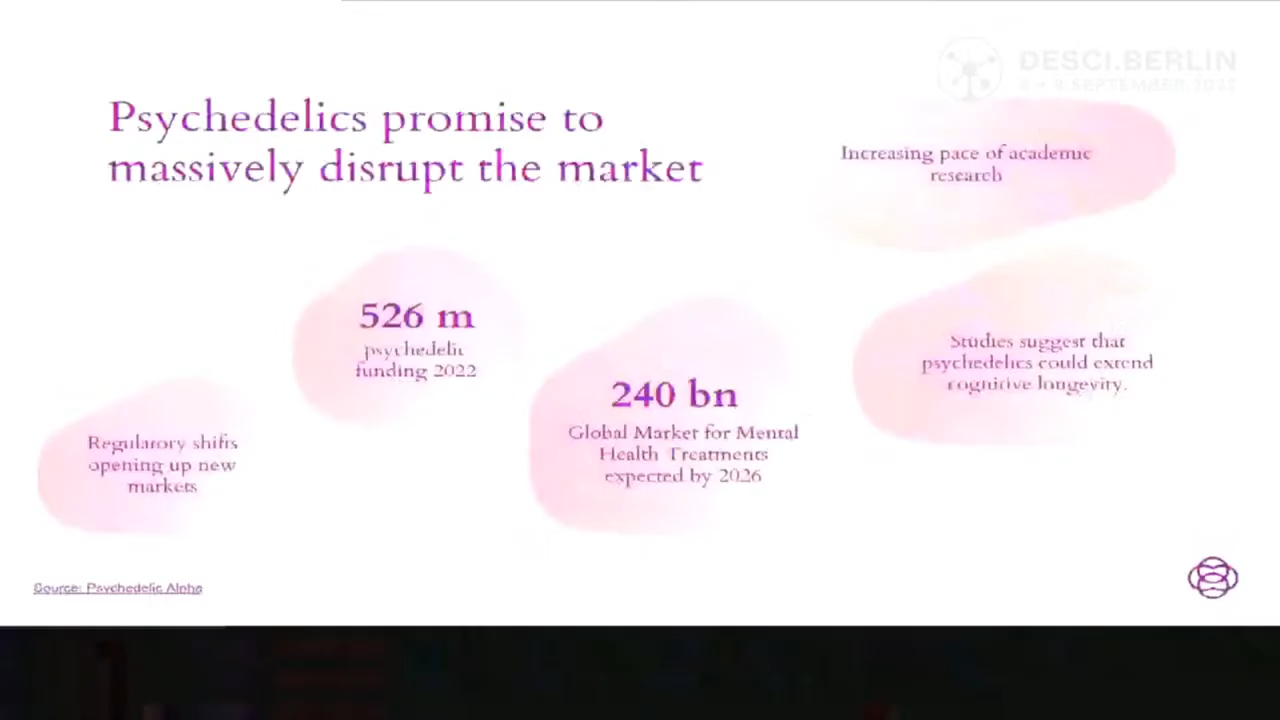 DESCI.BERLIN
Psychedelics promise to
massively disrupt the market
Increasing pace of academic
research
526 m
psychedelic
funding 2022
Studies suggest that
psychedelics could extend
cognitive longevity.
240 bn
Global Market for Mental
Health Treatments
expected by 2026
Regulatory shifts
opening up new
markets
Source: Psychedelic Alpha